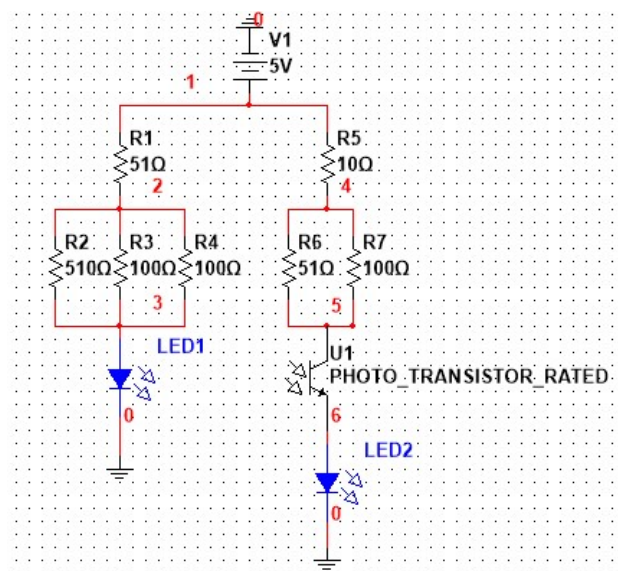 0
V1
5V
1
R1
51Ω
2
R5
10Ω
4
R2
510Ω
R3
100Ω
R4
100Ω
R6
51Ω
R7
100Ω
3
5
LED1
U1
PHOTO_TRANSISTOR_RATED
0
6
LED2
0